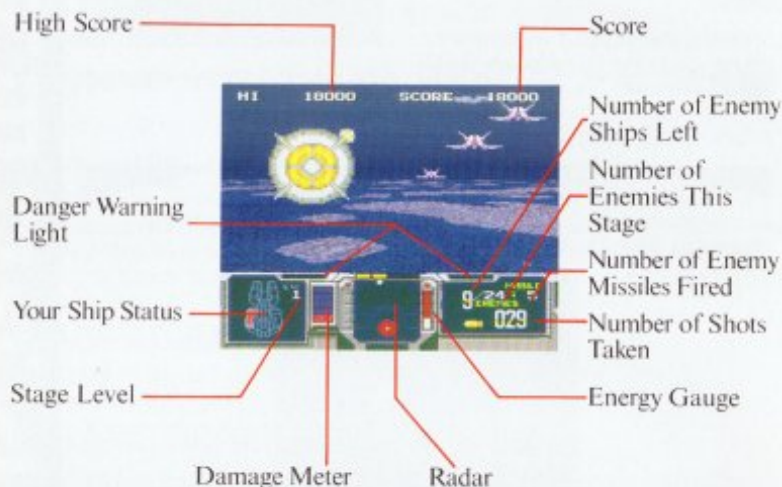 High Score
Score
HI 18000 SCORE 18000
Number of Enemy
Ships Left
Number of
Enemies This
Stage
Danger Warning
Light
Number of Enemy
Missiles Fired
Your Ship Status
1
9/24
ENEMIES
029
Number of Shots
Taken
Stage Level
Energy Gauge
Damage Meter
Radar